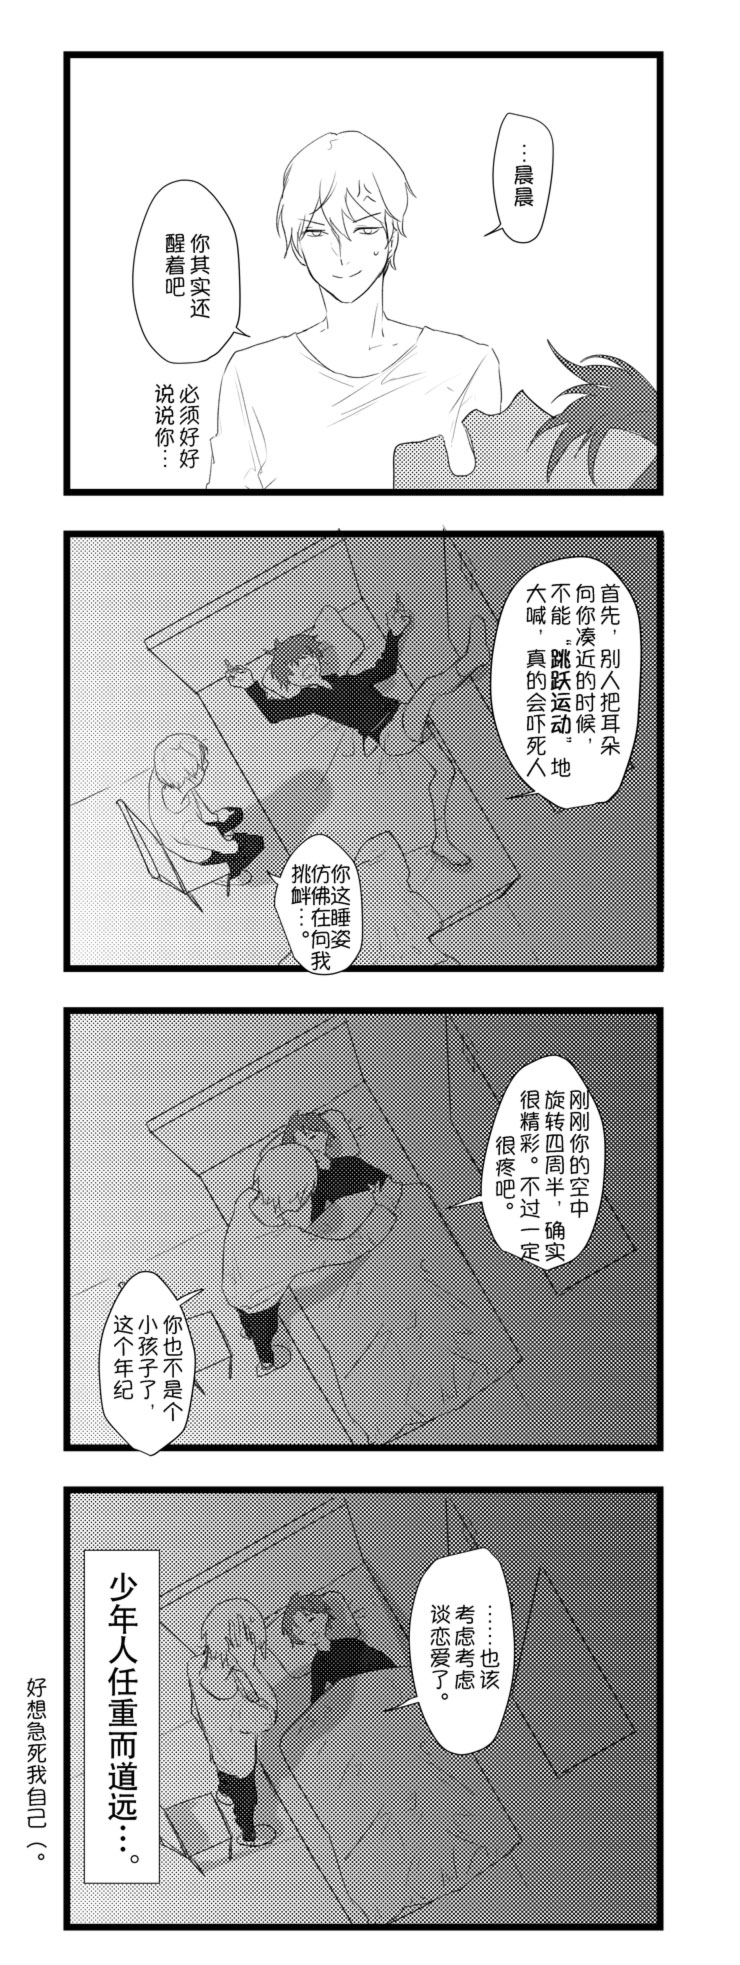 …晨晨
你其实还
醒着吧
必须好好
说说你…
首先，别人把耳朵
向你凑近的时候，
不能“跳跃运动”地
大喊，真的会吓死人
你这睡姿
仿佛在向我
挑衅…。
刚刚你的空中
旋转四周半，确实
很精彩。不过一定
很疼吧。
你也不是个
小孩子了，
这个年纪
……也该
考虑考虑
谈恋爱了。
少年人任重而道远…。
好想急死我自己（。